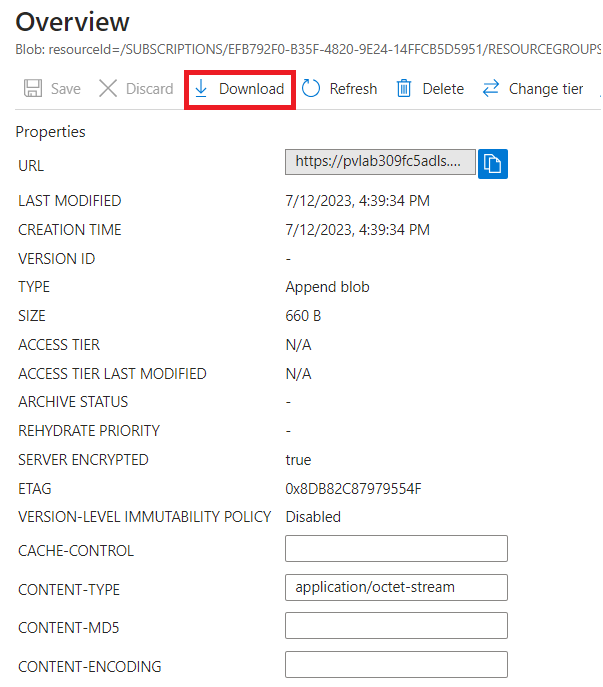 Overview
Blob: resourceId=/SUBSCRIPTIONS/EFB792F0-B35F-4820-9E24-14FFCB5D5951/RESOURCEGROUPS
Save Discard Download Refresh Delete Change tier
Properties
URL https://pvlab309fc5adls....
LAST MODIFIED 7/12/2023, 4:39:34 PM
CREATION TIME 7/12/2023, 4:39:34 PM
VERSION ID -
TYPE Append blob
SIZE 660 B
ACCESS TIER N/A
ACCESS TIER LAST MODIFIED N/A
ARCHIVE STATUS -
REHYDRATE PRIORITY -
SERVER ENCRYPTED true
ETAG 0x8DB82C87979554F
VERSION-LEVEL IMMUTABILITY POLICY Disabled
CACHE-CONTROL
CONTENT-TYPE application/octet-stream
CONTENT-MD5
CONTENT-ENCODING